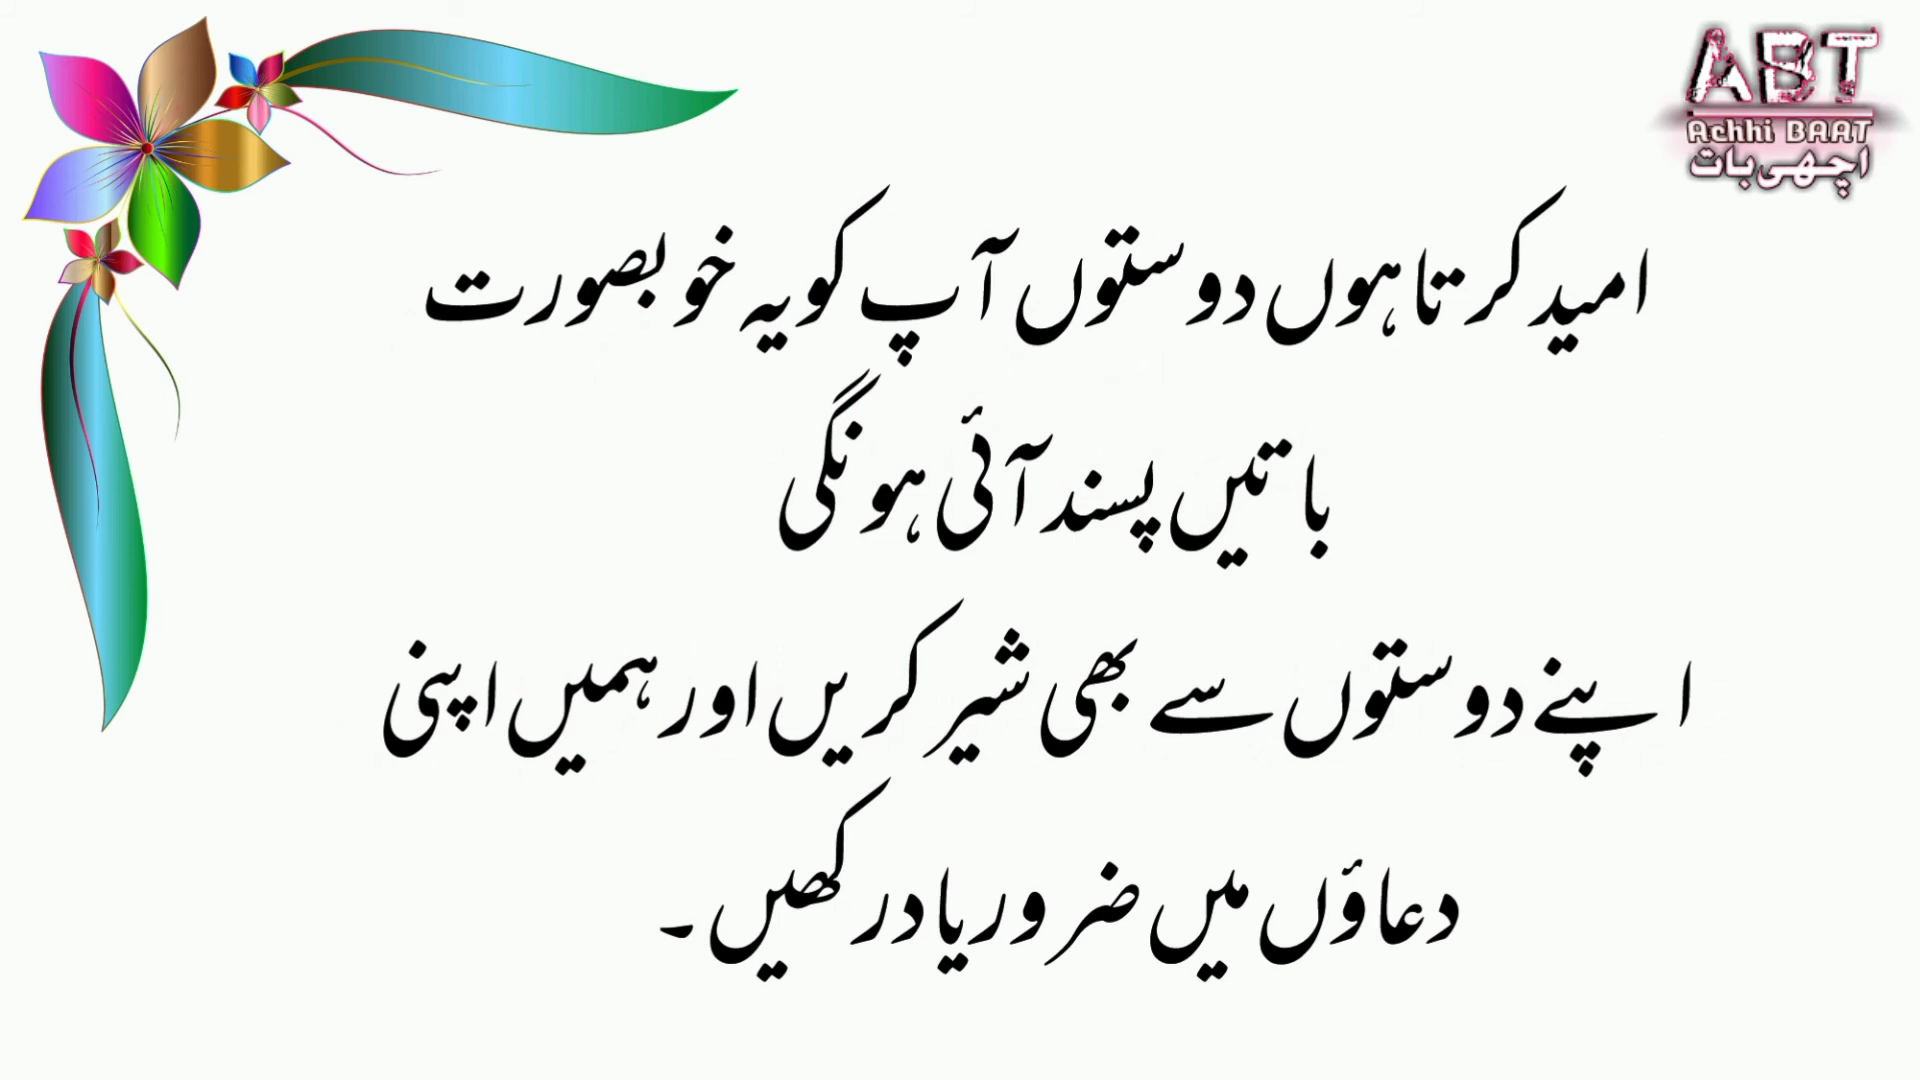 ABT
Achhi BAAT
اچھی بات
امید کرتا ہوں دوستوں آپ کو یہ خوبصورت
باتیں پسند آئی ہونگی
اپنے دوستوں سے بھی شیر کریں اور ہمیں اپنی
دعاؤں میں ضرور یاد رکھیں۔